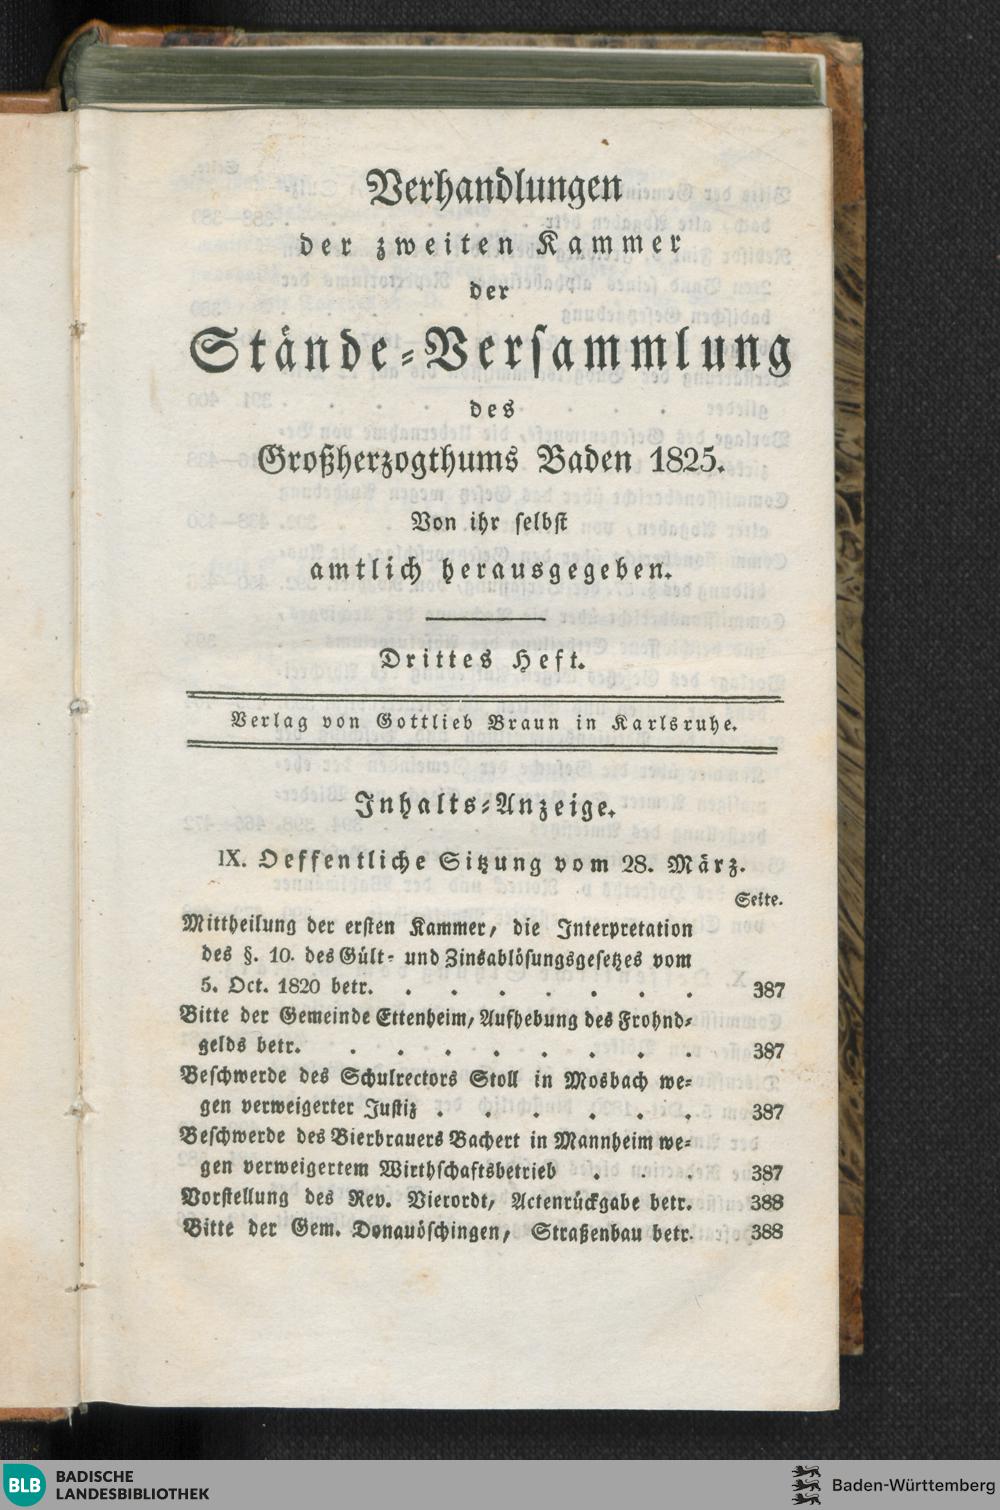 Verhandlungen
der zweiten Kammer
der
Stände-Versammlung
des
Großherzogthums Baden 1825.
Von ihr selbst
amtlich herausgegeben.
Drittes Heft.
Verlag von Gottlieb Braun in Karlsruhe.
Inhalts-Anzeige.
IX. Oeffentliche Sitzung vom 28. März.
Seite.
Mittheilung der ersten Kammer, die Interpretation
des §. 10. des Gült- und Zinsablösungsgesetzes vom
5. Oct. 1820 betr. . . . . . . . 387
Bitte der Gemeinde Ettenheim, Aufhebung des Frohnd-
gelds betr. . . . . . . . . 387
Beschwerde des Schulrectors Stoll in Mosbach we-
gen verweigerter Justiz . . . . . . 387
Beschwerde des Bierbrauers Bachert in Mannheim we-
gen verweigertem Wirthschaftsbetrieb . . . 387
Vorstellung des Rev. Vierordt, Actenrückgabe betr. 388
Bitte der Gem. Donauöschingen, Straßenbau betr. 388
BLB BADISCHE
LANDESBIBLIOTHEK
Baden-Württemberg